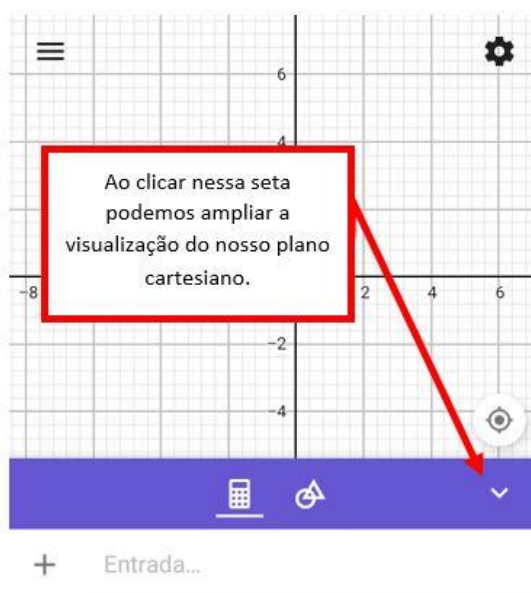 6
4
Ao clicar nessa seta
podemos ampliar a
visualização do nosso plano
cartesiano.
-8 2 4 6
-2
-4
+ Entrada...